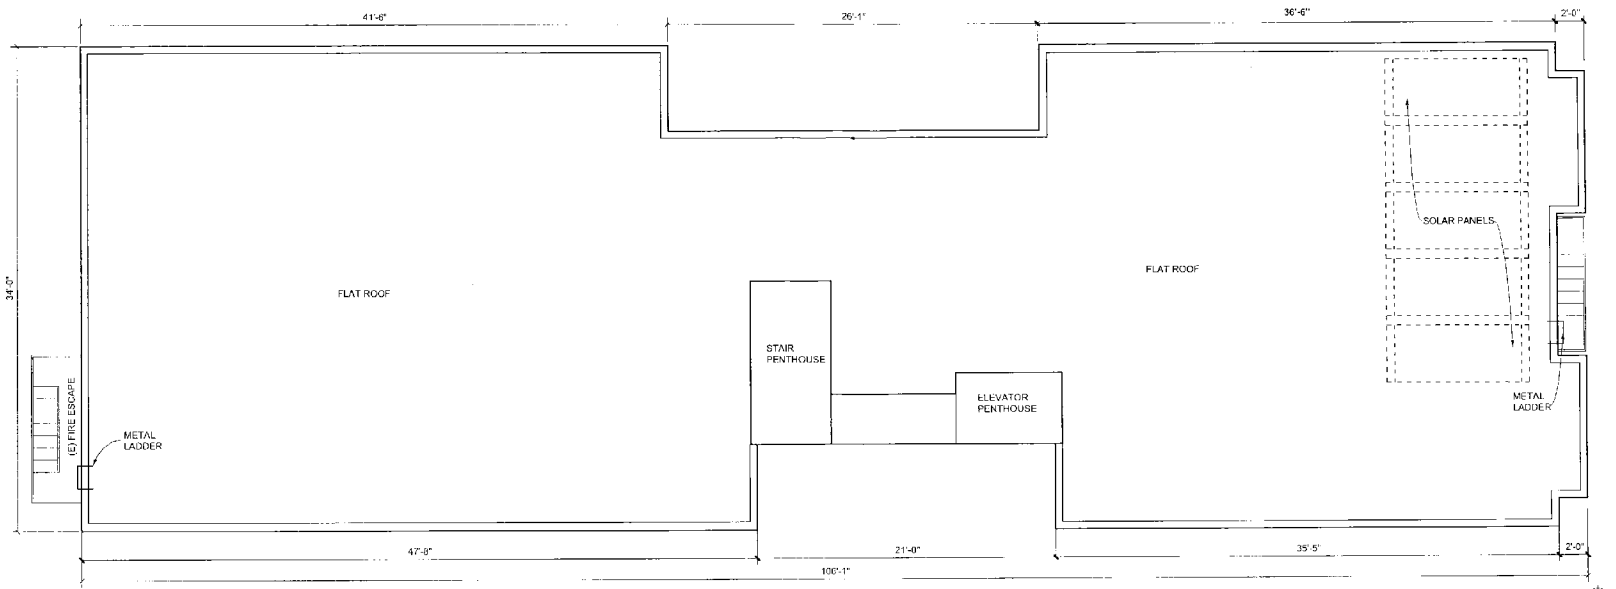 41'-6"
26'-1"
36'-6"
2'-0"
34'-0"
SOLAR PANELS
FLAT ROOF
FLAT ROOF
STAIR
PENTHOUSE
ELEVATOR
PENTHOUSE
METAL
LADDER
(E) FIRE ESCAPE
METAL
LADDER
47'-8"
21'-0"
35'-5"
2'-0"
106'-1"